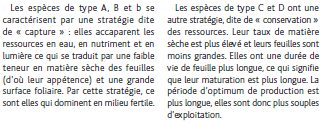 Les espèces de type A, B et b se
caractérisent par une stratégie dite
de « capture » : elles accaparent les
ressources en eau, en nutriment et en
lumière ce qui se traduit par une faible
teneur en matière sèche des feuilles
(d'où leur appétence) et une grande
surface foliaire. Par cette stratégie, ce
sont elles qui dominent en milieu fertile.
Les espèces de type C et D ont une
autre stratégie, dite de « conservation »
des ressources. Leur taux de matière
sèche est plus élevé et leurs feuilles sont
moins grandes. Elles ont une durée de
vie de feuille plus longue, ce qui signifie
que leur maturation est plus longue. La
période d'optimum de production est
plus longue, elles sont donc plus souples
d'exploitation.